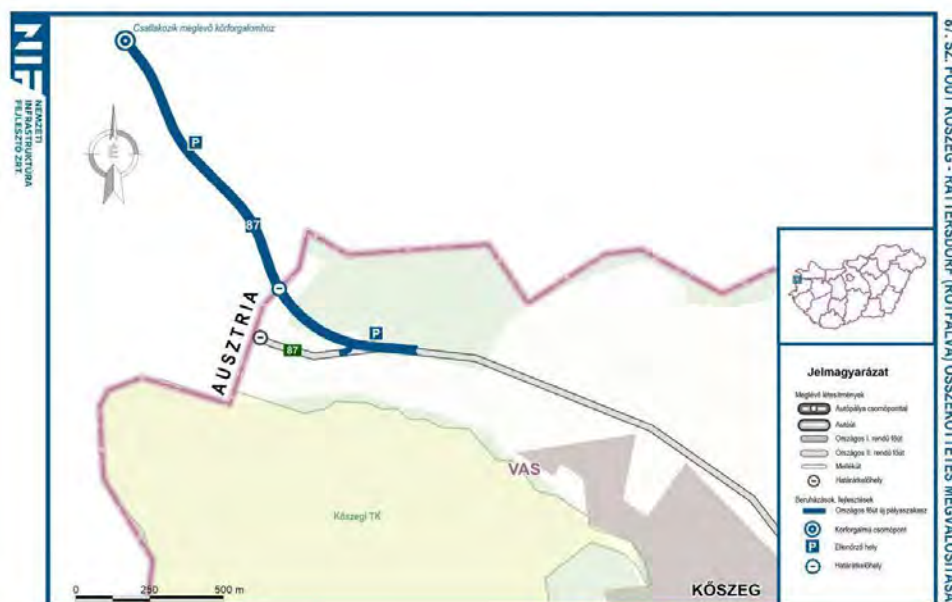 NIF
NEMZETI
INFRASTRUKTÚRA
FEJLESZTŐ ZRT.
Csatlakozik meglévő körforgalomhoz
É
P
87
AUSZTRIA
P
87
VAS
Kőszegi TK
KŐSZEG
0 250 500 m
Jelmagyarázat
Meglévő létesítmények
Autópálya csomóponttal
Autóút
Országos I. rendű főút
Országos II. rendű főút
Mellékút
Határátkelőhely
Beruházások, fejlesztések
Országos főút új pályaszakasz
Körforgalmú csomópont
P
Ellenőrző hely
Határátkelőhely
87. SZ. FŐÚT KŐSZEG - RATTERSDORF (RŐTFALVA) ÖSSZEKÖTTETÉS MEGVALÓSÍTÁSA